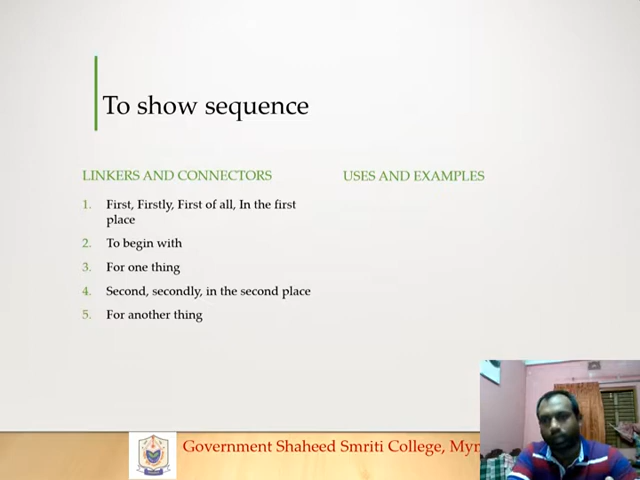 To show sequence
LINKERS AND CONNECTORS
1. First, Firstly, First of all, In the first
place
2. To begin with
3. For one thing
4. Second, secondly, in the second place
5. For another thing
USES AND EXAMPLES
Government Shaheed Smriti College,